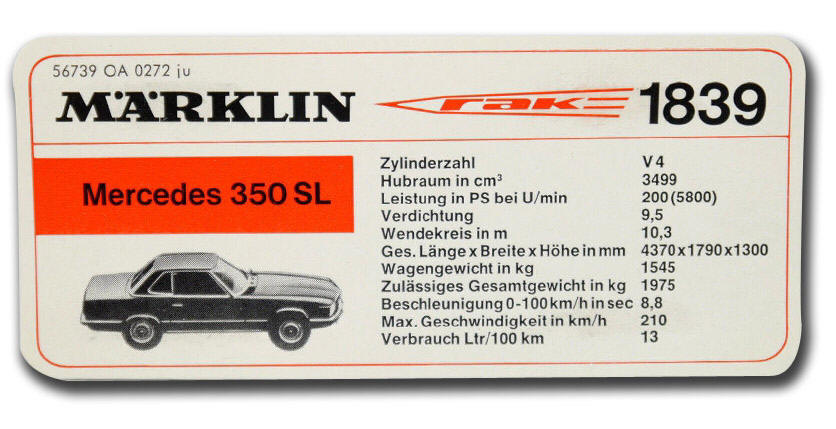 56739 OA 0272 ju
MÄRKLIN rak 1839
Mercedes 350 SL
Zylinderzahl V 4
Hubraum in cm³ 3499
Leistung in PS bei U/min 200 (5800)
Verdichtung 9,5
Wendekreis in m 10,3
Ges. Länge x Breite x Höhe in mm 4370x1790x1300
Wagengewicht in kg 1545
Zulässiges Gesamtgewicht in kg 1975
Beschleunigung 0-100 km/h in sec 8,8
Max. Geschwindigkeit in km/h 210
Verbrauch Ltr/100 km 13